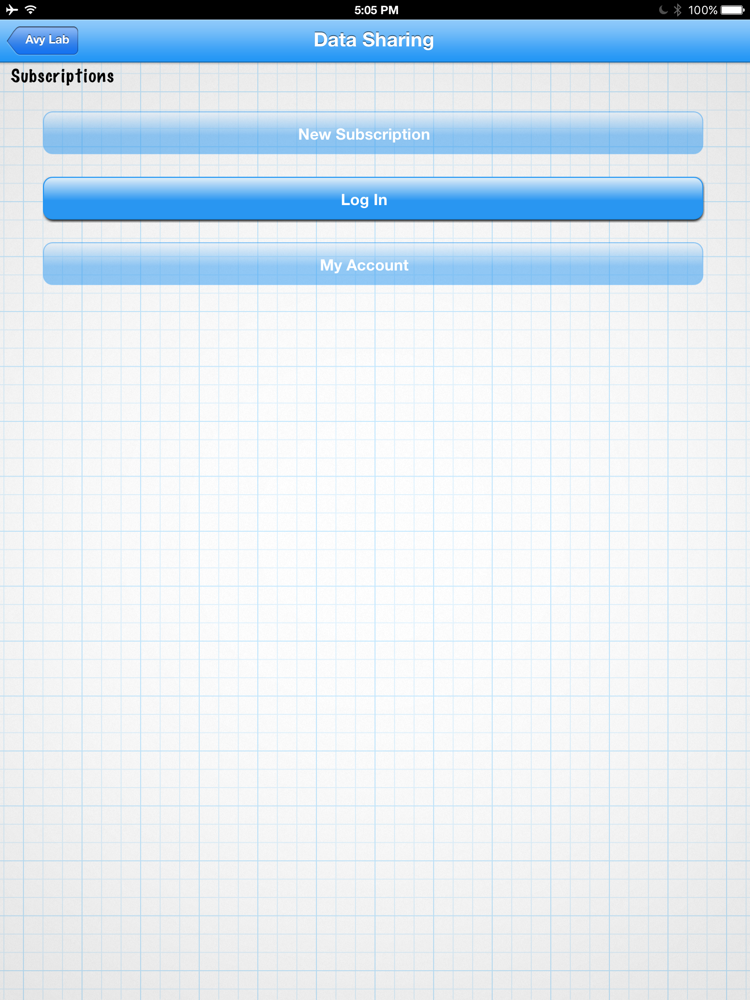 5:05 PM
100%
Avy Lab
Data Sharing
Subscriptions
New Subscription
Log In
My Account